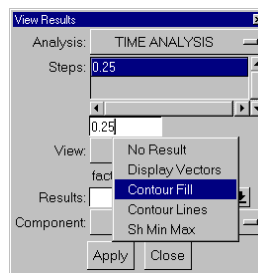 View Results
Analysis: TIME ANALYSIS
Steps: 0.25
0.25
View:
No Result
Display Vectors
Contour Fill
Contour Lines
Sh Min Max
fact
Results:
Component:
Apply Close